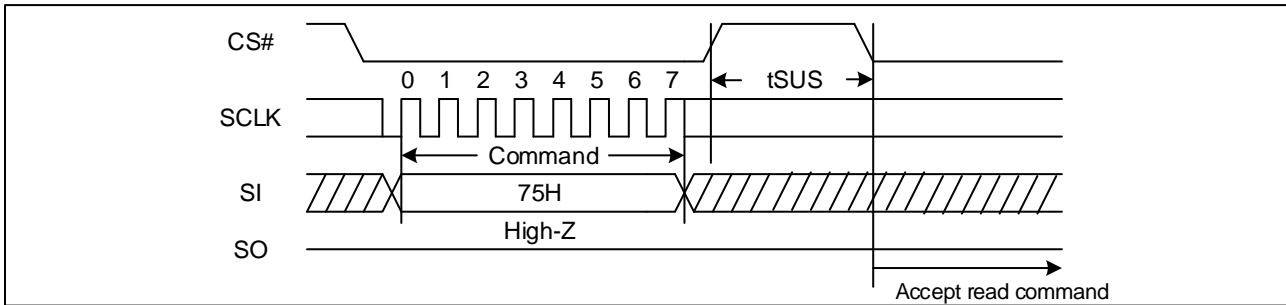 CS#
tSUS
0 1 2 3 4 5 6 7
SCLK
Command
SI
75H
High-Z
SO
Accept read command